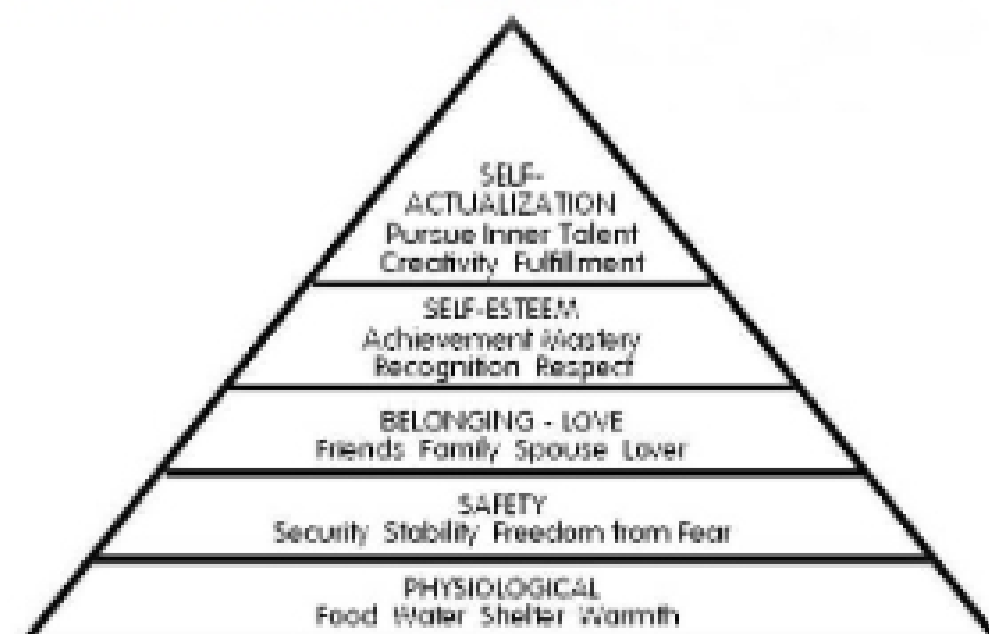 SELF-
ACTUALIZATION
Pursue Inner Talent
Creativity Fulfillment
SELF-ESTEEM
Achievement Mastery
Recognition Respect
BELONGING - LOVE
Friends Family Spouse Lover
SAFETY
Security Stability Freedom from Fear
PHYSIOLOGICAL
Food Water Shelter Warmth